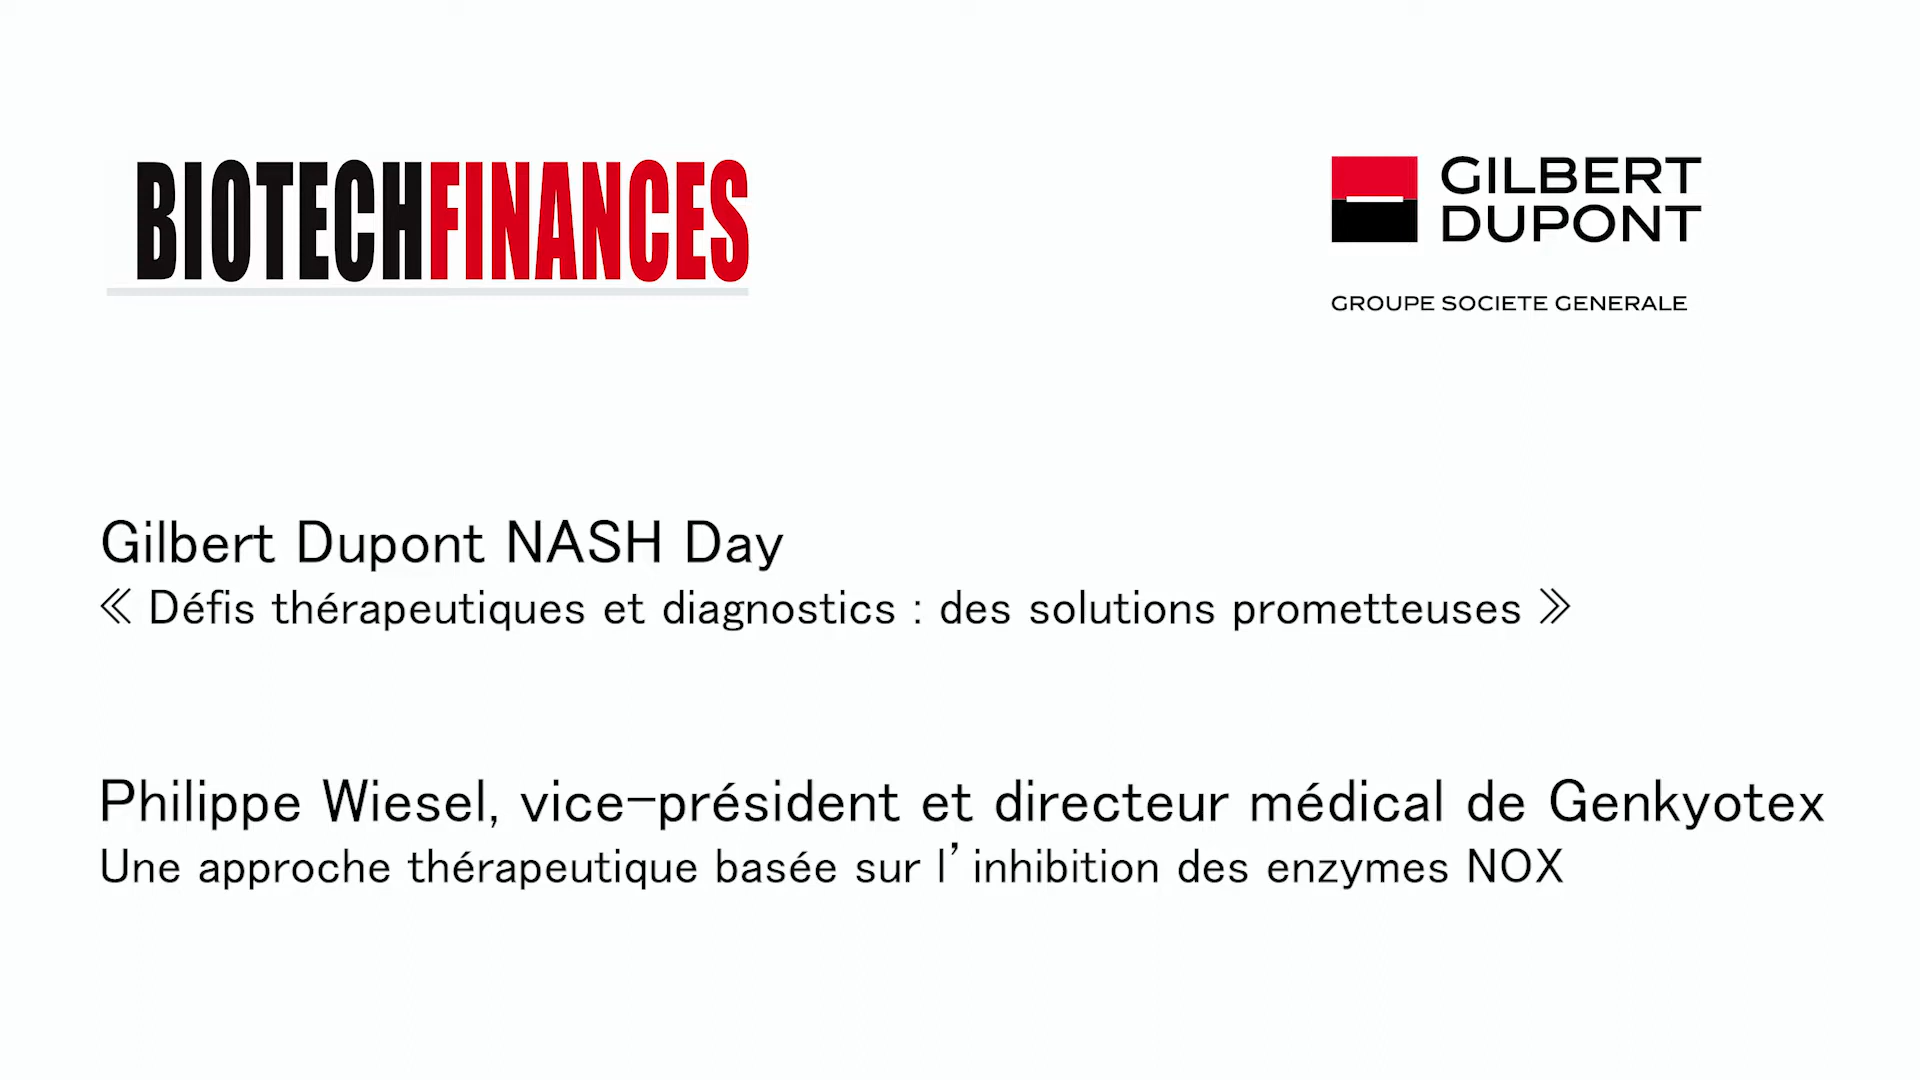 BIOTECHFINANCES
GILBERT
DUPONT
GROUPE SOCIETE GENERALE
Gilbert Dupont NASH Day
« Défis thérapeutiques et diagnostics : des solutions prometteuses »
Philippe Wiesel, vice-président et directeur médical de Genkyotex
Une approche thérapeutique basée sur l’inhibition des enzymes NOX